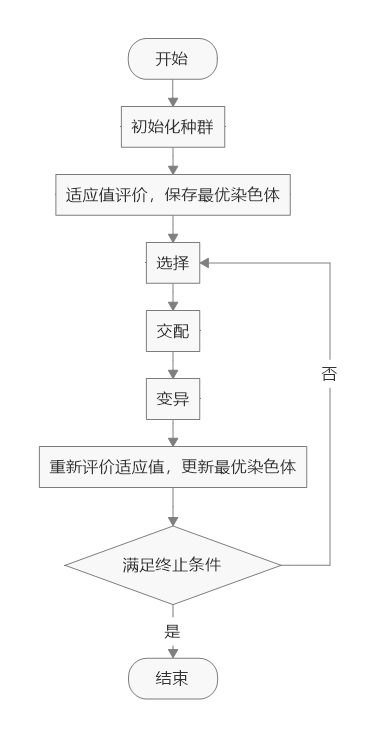 开始
初始化种群
适应值评价，保存最优染色体
选择
交配
变异
重新评价适应值，更新最优染色体
满足终止条件
否
是
结束